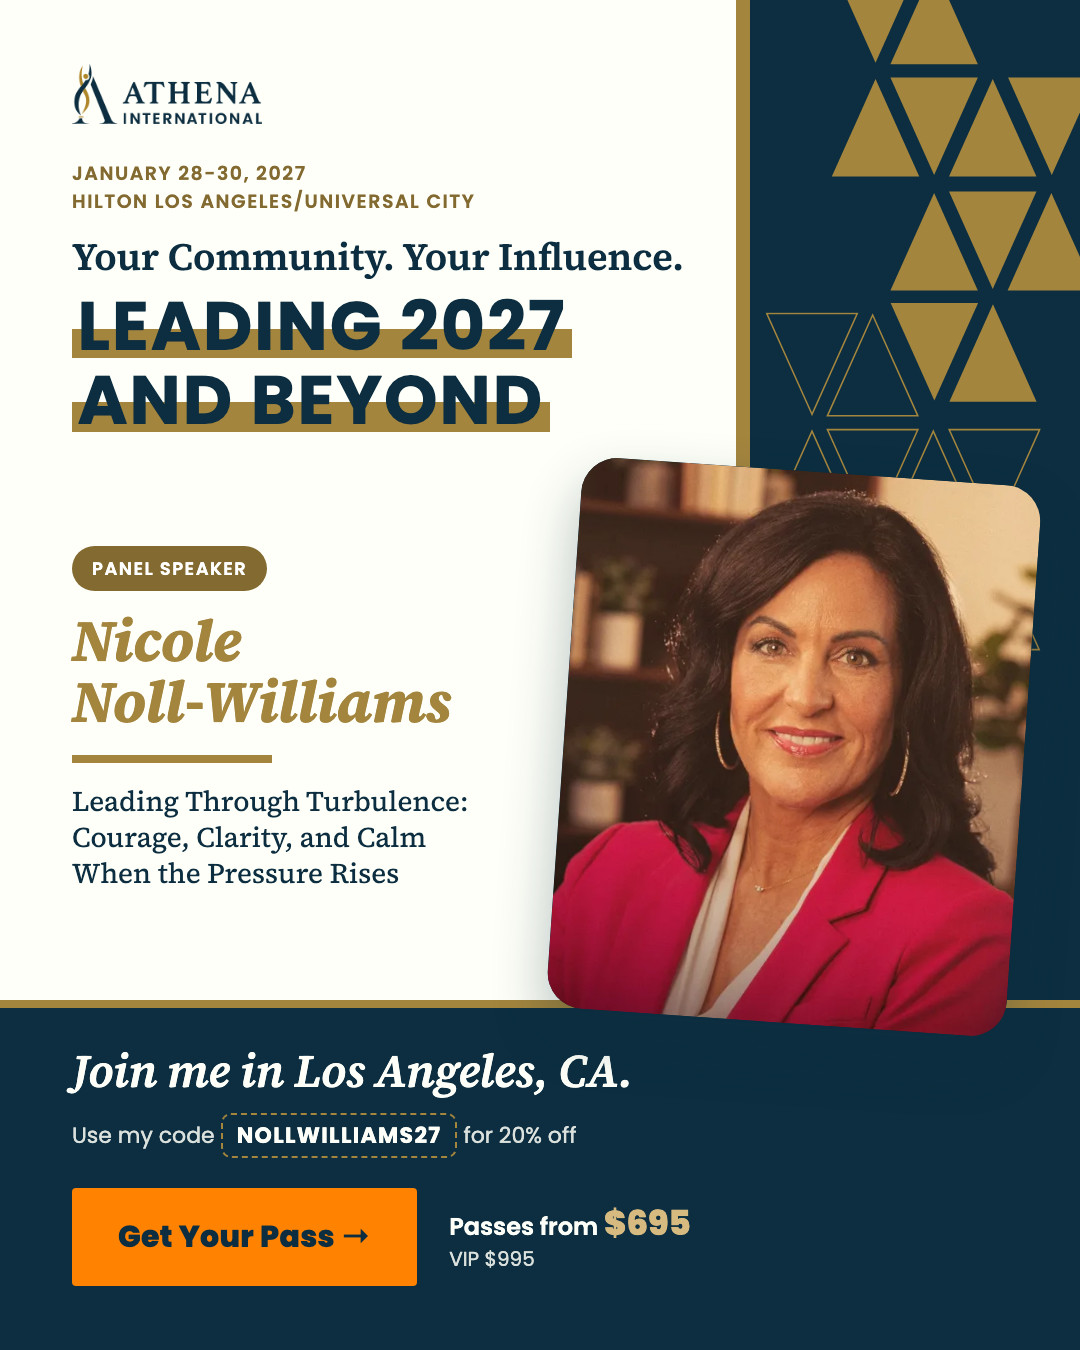 ATHENA
INTERNATIONAL
JANUARY 28-30, 2027
HILTON LOS ANGELES/UNIVERSAL CITY
Your Community. Your Influence.
LEADING 2027
AND BEYOND
PANEL SPEAKER
Nicole
Noll-Williams
Leading Through Turbulence:
Courage, Clarity, and Calm
When the Pressure Rises
Join me in Los Angeles, CA.
Use my code NOLLWILLIAMS27 for 20% off
Get Your Pass →
Passes from $695
VIP $995